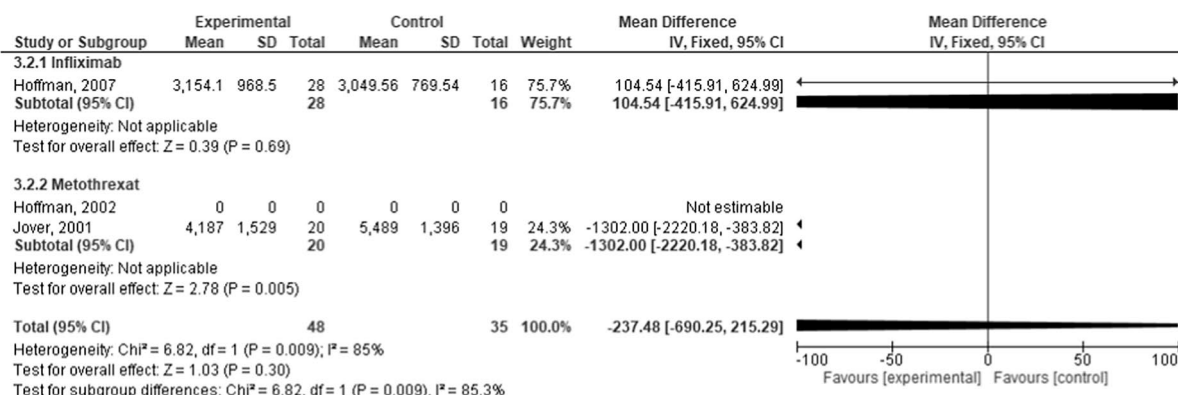 Experimental Control Mean Difference Mean Difference
Study or Subgroup Mean SD Total Mean SD Total Weight IV, Fixed, 95% CI IV, Fixed, 95% CI
3.2.1 Infliximab
Hoffman, 2007 3,154.1 968.5 28 3,049.56 769.54 16 75.7% 104.54 [-415.91, 624.99]
Subtotal (95% CI) 28 16 75.7% 104.54 [-415.91, 624.99]
Heterogeneity: Not applicable
Test for overall effect: Z = 0.39 (P = 0.69)
3.2.2 Metothrexat
Hoffman, 2002 0 0 0 0 0 0 Not estimable
Jover, 2001 4,187 1,529 20 5,489 1,396 19 24.3% -1302.00 [-2220.18, -383.82]
Subtotal (95% CI) 20 19 24.3% -1302.00 [-2220.18, -383.82]
Heterogeneity: Not applicable
Test for overall effect: Z = 2.78 (P = 0.005)
Total (95% CI) 48 35 100.0% -237.48 [-690.25, 215.29]
Heterogeneity: Chi² = 6.82, df = 1 (P = 0.009); I² = 85%
Test for overall effect: Z = 1.03 (P = 0.30)
Test for subgroup differences: Chi² = 6.82, df = 1 (P = 0.009), I² = 85.3%
-100 -50 0 50 100
Favours [experimental] Favours [control]